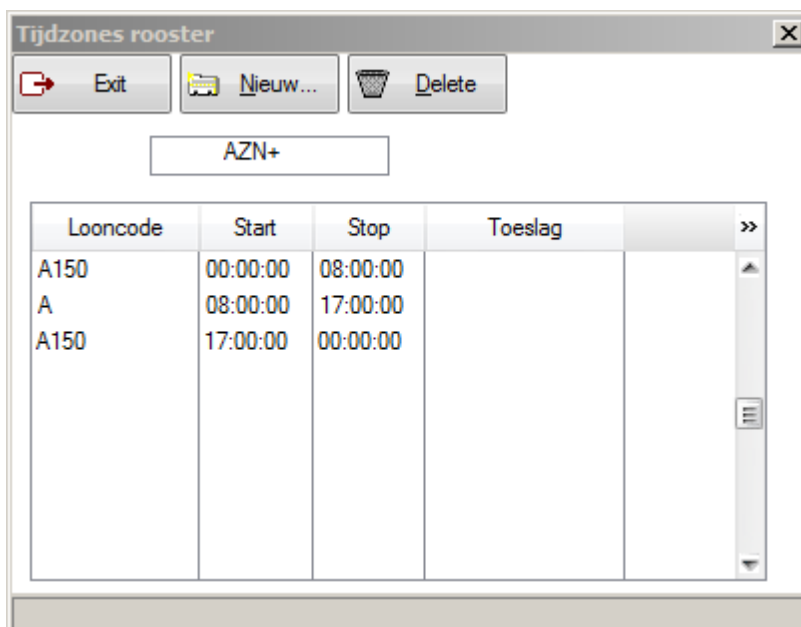 Tijdzones rooster
Exit Nieuw... Delete
AZN+
Looncode Start Stop Toeslag »
A150 00:00:00 08:00:00
A 08:00:00 17:00:00
A150 17:00:00 00:00:00